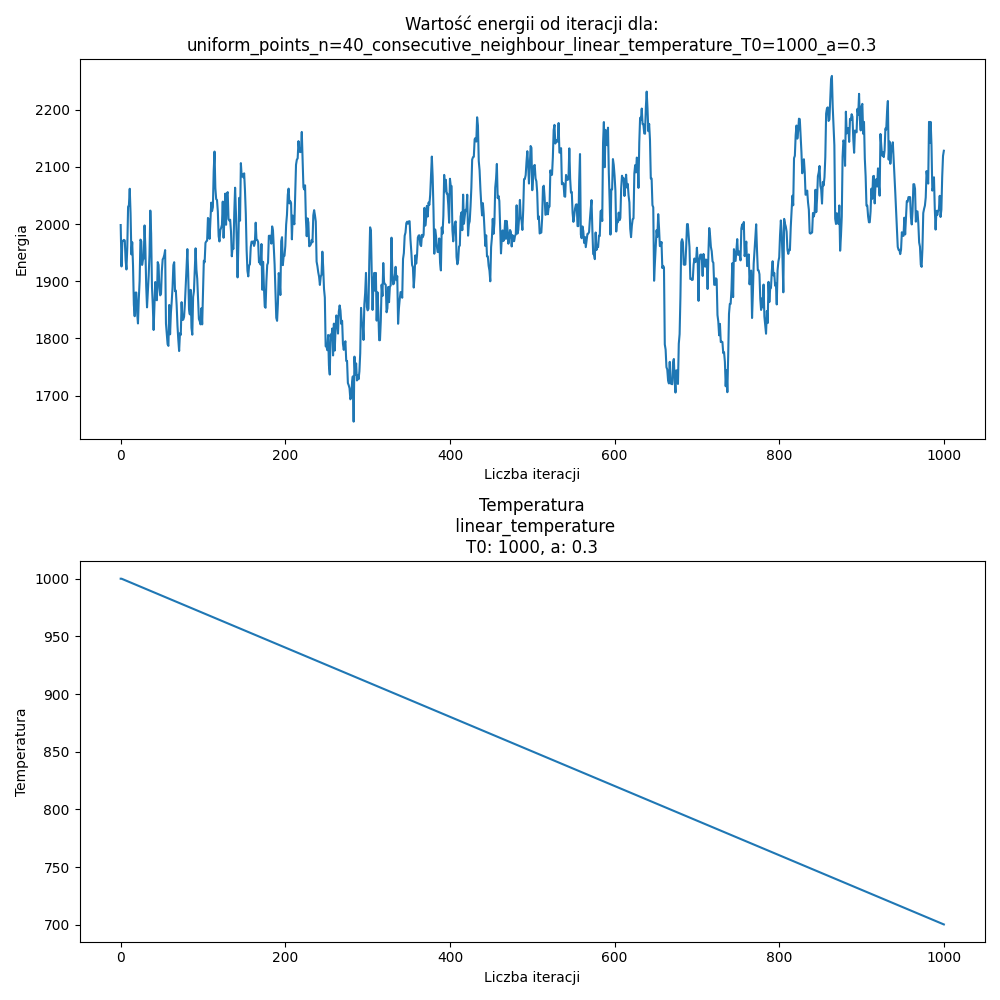 Wartość energii od iteracji dla:
uniform_points_n=40_consecutive_neighbour_linear_temperature_T0=1000_a=0.3
2200
2100
2000
1900
1800
1700
Energia
0 200 400 600 800 1000
Liczba iteracji
Temperatura
linear_temperature
T0: 1000, a: 0.3
1000
950
900
850
800
750
700
Temperatura
0 200 400 600 800 1000
Liczba iteracji